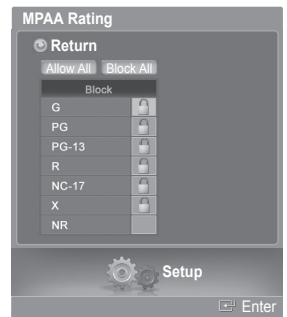 MPAA Rating
Return
Allow All Block All
Block
G
PG
PG-13
R
NC-17
X
NR
Setup
Enter